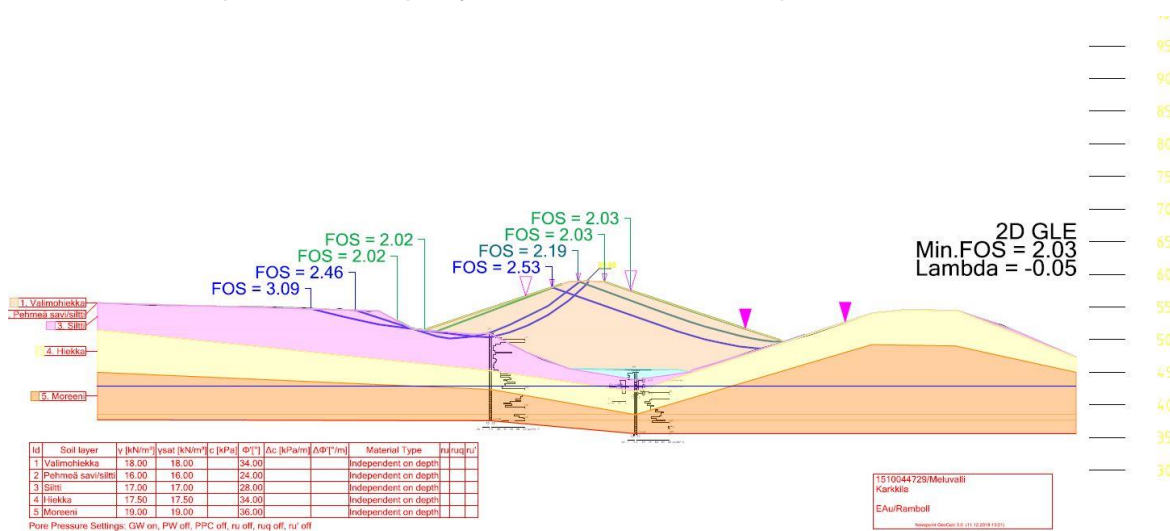 95
90
85
80
75
70
65
60
55
50
45
40
35
30
FOS = 2.03
FOS = 2.02
FOS = 2.03
FOS = 2.02
FOS = 2.19
FOS = 2.46
FOS = 2.53
FOS = 3.09
2D GLE
Min.FOS = 2.03
Lambda = -0.05
1. Valimohiekka
Pehmeä savi/siltti
3. Siltti
4. Hiekka
5. Moreeni
Id Soil layer γ [kN/m³] γsat [kN/m³] c [kPa] Φ'[°] Δc [kPa/m] ΔΦ'[°/m] Material Type ru ruq ru'
1 Valimohiekka 18.00 18.00 34.00 Independent on depth
2 Pehmeä savi/siltti 16.00 16.00 24.00 Independent on depth
3 Siltti 17.00 17.00 28.00 Independent on depth
4 Hiekka 17.50 17.50 34.00 Independent on depth
5 Moreeni 19.00 19.00 36.00 Independent on depth
Pore Pressure Settings: GW on, PW off, PPC off, ru off, ruq off, ru' off
1510044729/Meluvalli
Karkkila
EAu/Ramboll